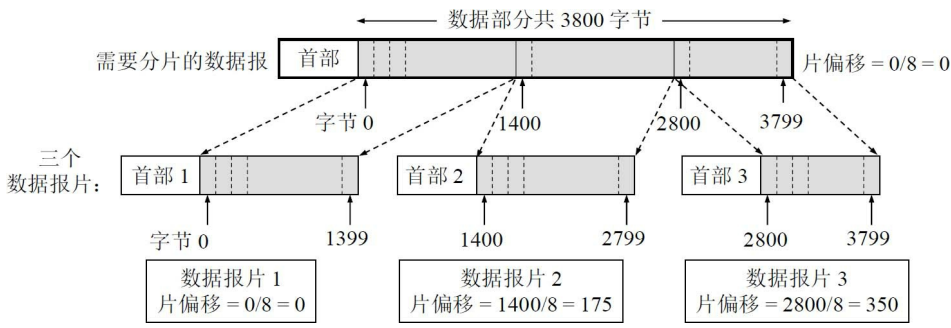 数据部分共 3800 字节
需要分片的数据报
首部
片偏移 = 0/8 = 0
字节 0
1400
2800
3799
三个
数据报片：
首部 1
首部 2
首部 3
字节 0
1399
1400
2799
2800
3799
数据报片 1
片偏移 = 0/8 = 0
数据报片 2
片偏移 = 1400/8 = 175
数据报片 3
片偏移 = 2800/8 = 350